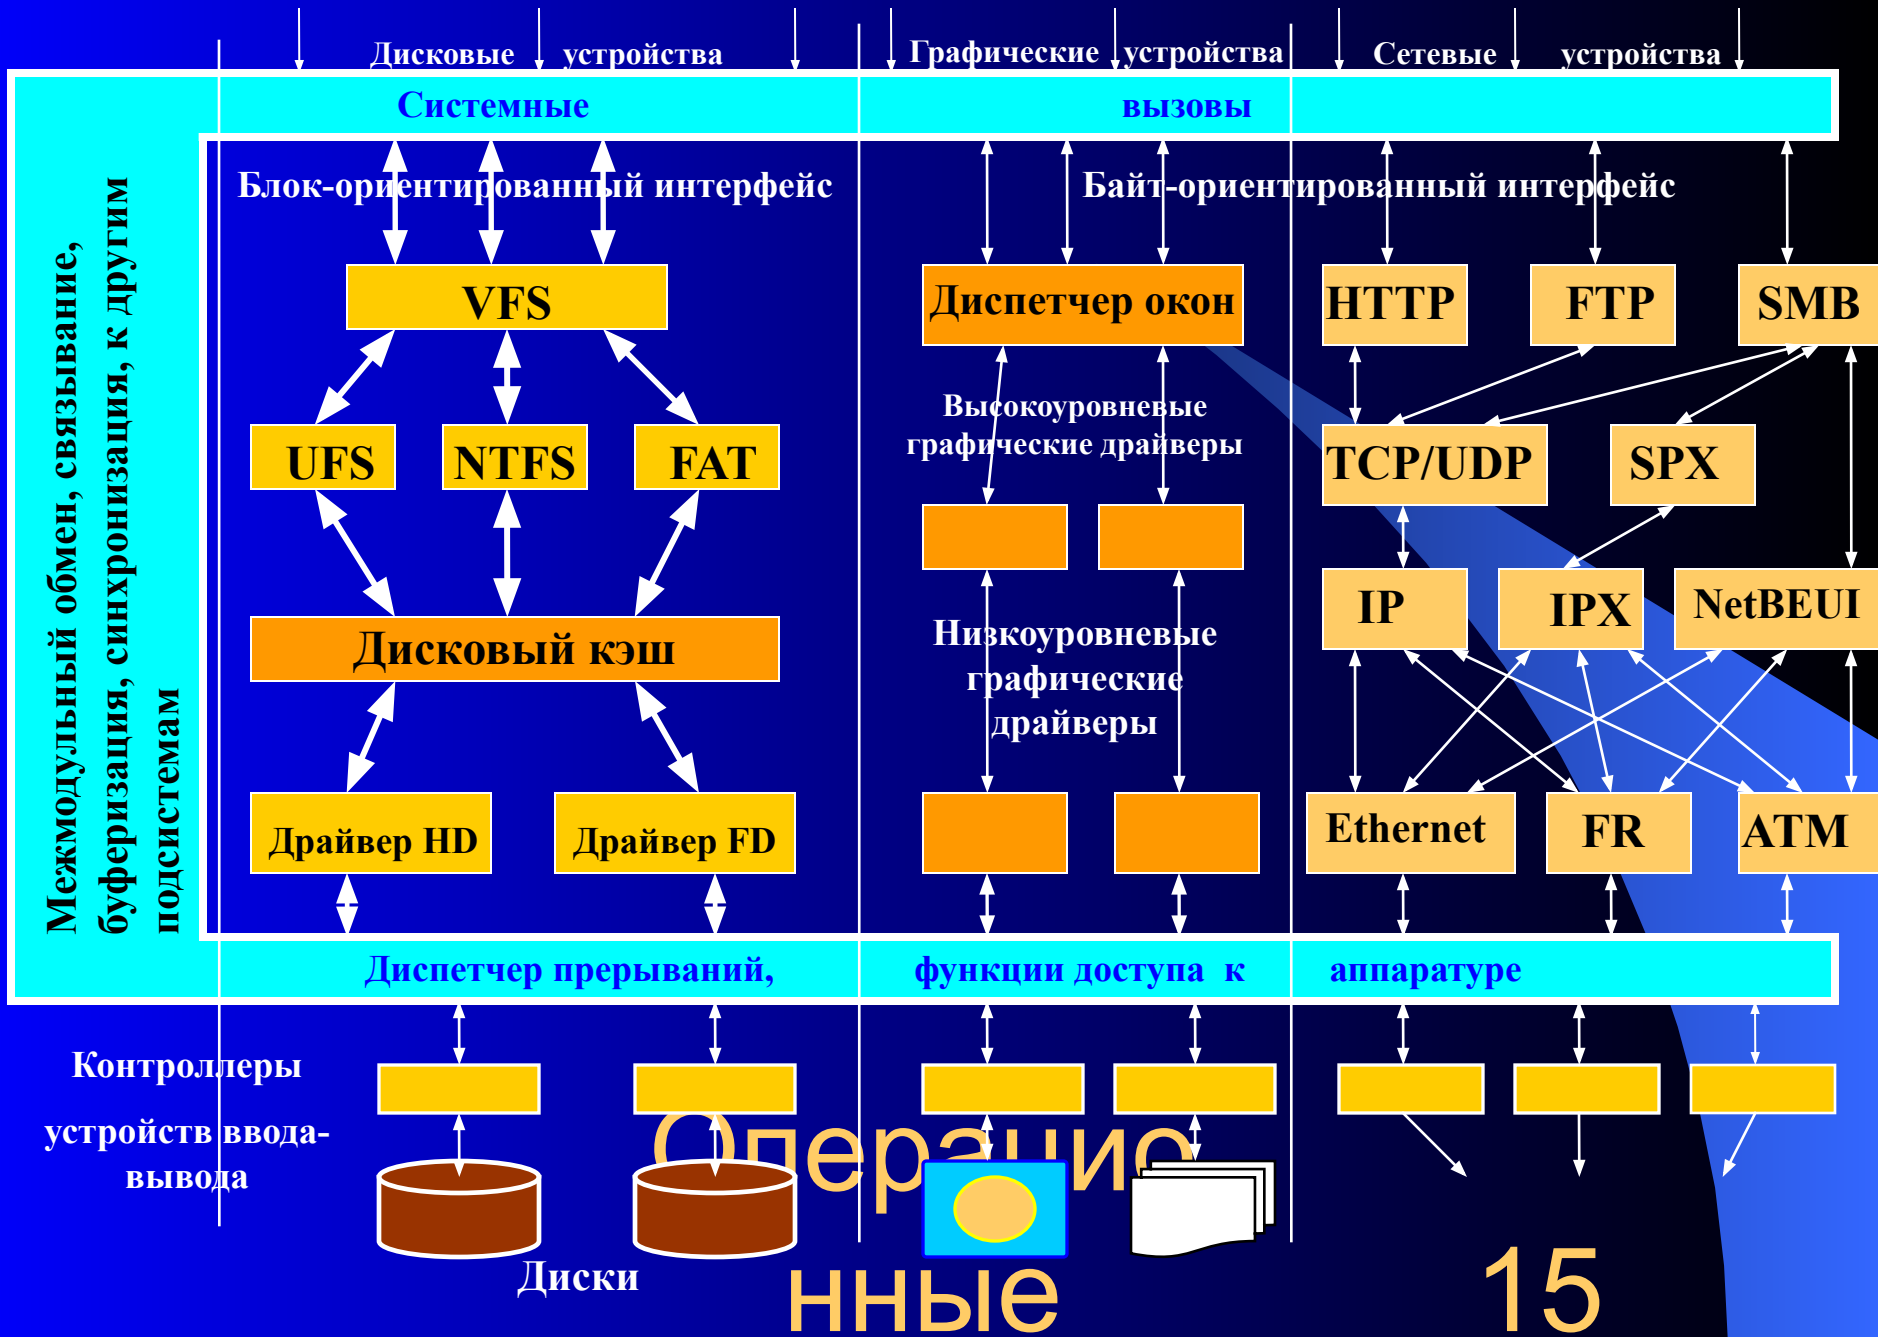 Дисковые устройства
Графические устройства
Сетевые устройства
Системные вызовы
Межмодульный обмен, связывание,
буферизация, синхронизация, к другим
подсистемам
Блок-ориентированный интерфейс
Байт-ориентированный интерфейс
VFS
Диспетчер окон
HTTP
FTP
SMB
Высокоуровневые
графические драйверы
UFS
NTFS
FAT
TCP/UDP
SPX
IP
IPX
NetBEUI
Дисковый кэш
Низкоуровневые
графические
драйверы
Драйвер HD
Драйвер FD
Ethernet
FR
ATM
Диспетчер прерываний, функции доступа к аппаратуре
Контроллеры
устройств ввода-
вывода
Операцио
нные
Диски
15